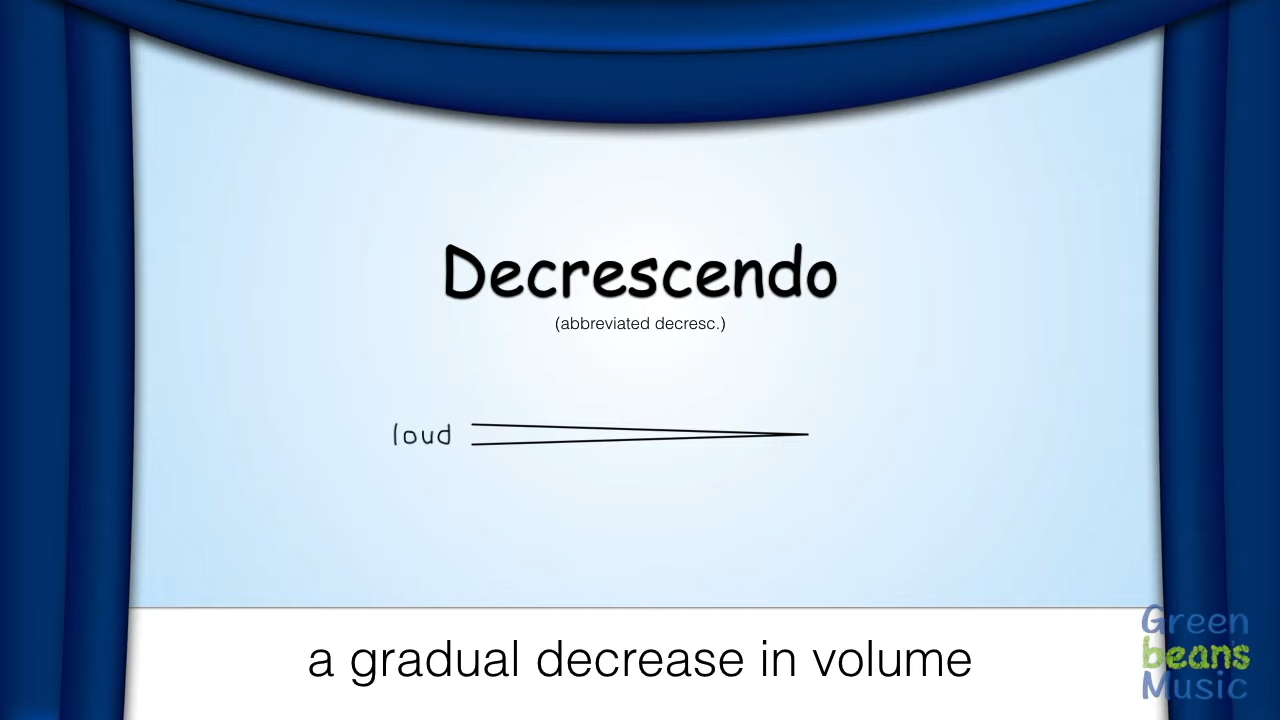 Decrescendo
(abbreviated decresc.)
loud
a gradual decrease in volume
Green
beans
Music